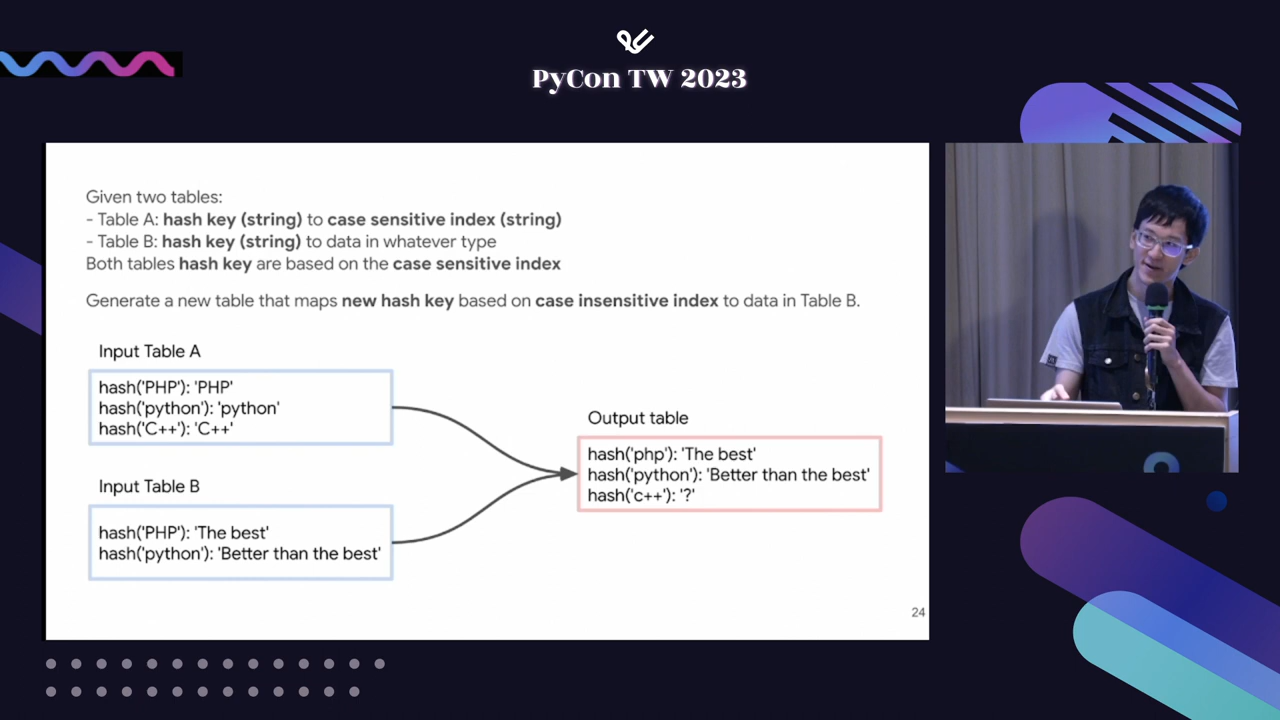 PyCon TW 2023
Given two tables:
- Table A: hash key (string) to case sensitive index (string)
- Table B: hash key (string) to data in whatever type
Both tables hash key are based on the case sensitive index
Generate a new table that maps new hash key based on case insensitive index to data in Table B.
Input Table A
hash('PHP'): 'PHP'
hash('python'): 'python'
hash('C++'): 'C++'
Input Table B
hash('PHP'): 'The best'
hash('python'): 'Better than the best'
Output table
hash('php'): 'The best'
hash('python'): 'Better than the best'
hash('c++'): '?'
24